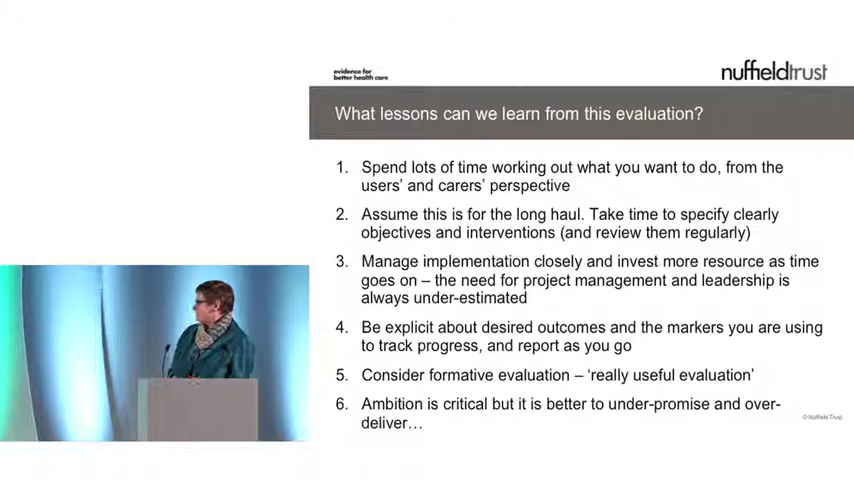 evidence for
better health care
nuffieldtrust
What lessons can we learn from this evaluation?
1. Spend lots of time working out what you want to do, from the
users' and carers' perspective
2. Assume this is for the long haul. Take time to specify clearly
objectives and interventions (and review them regularly)
3. Manage implementation closely and invest more resource as time
goes on – the need for project management and leadership is
always under-estimated
4. Be explicit about desired outcomes and the markers you are using
to track progress, and report as you go
5. Consider formative evaluation – 'really useful evaluation'
6. Ambition is critical but it is better to under-promise and over-
deliver…
© Nuffield Trust